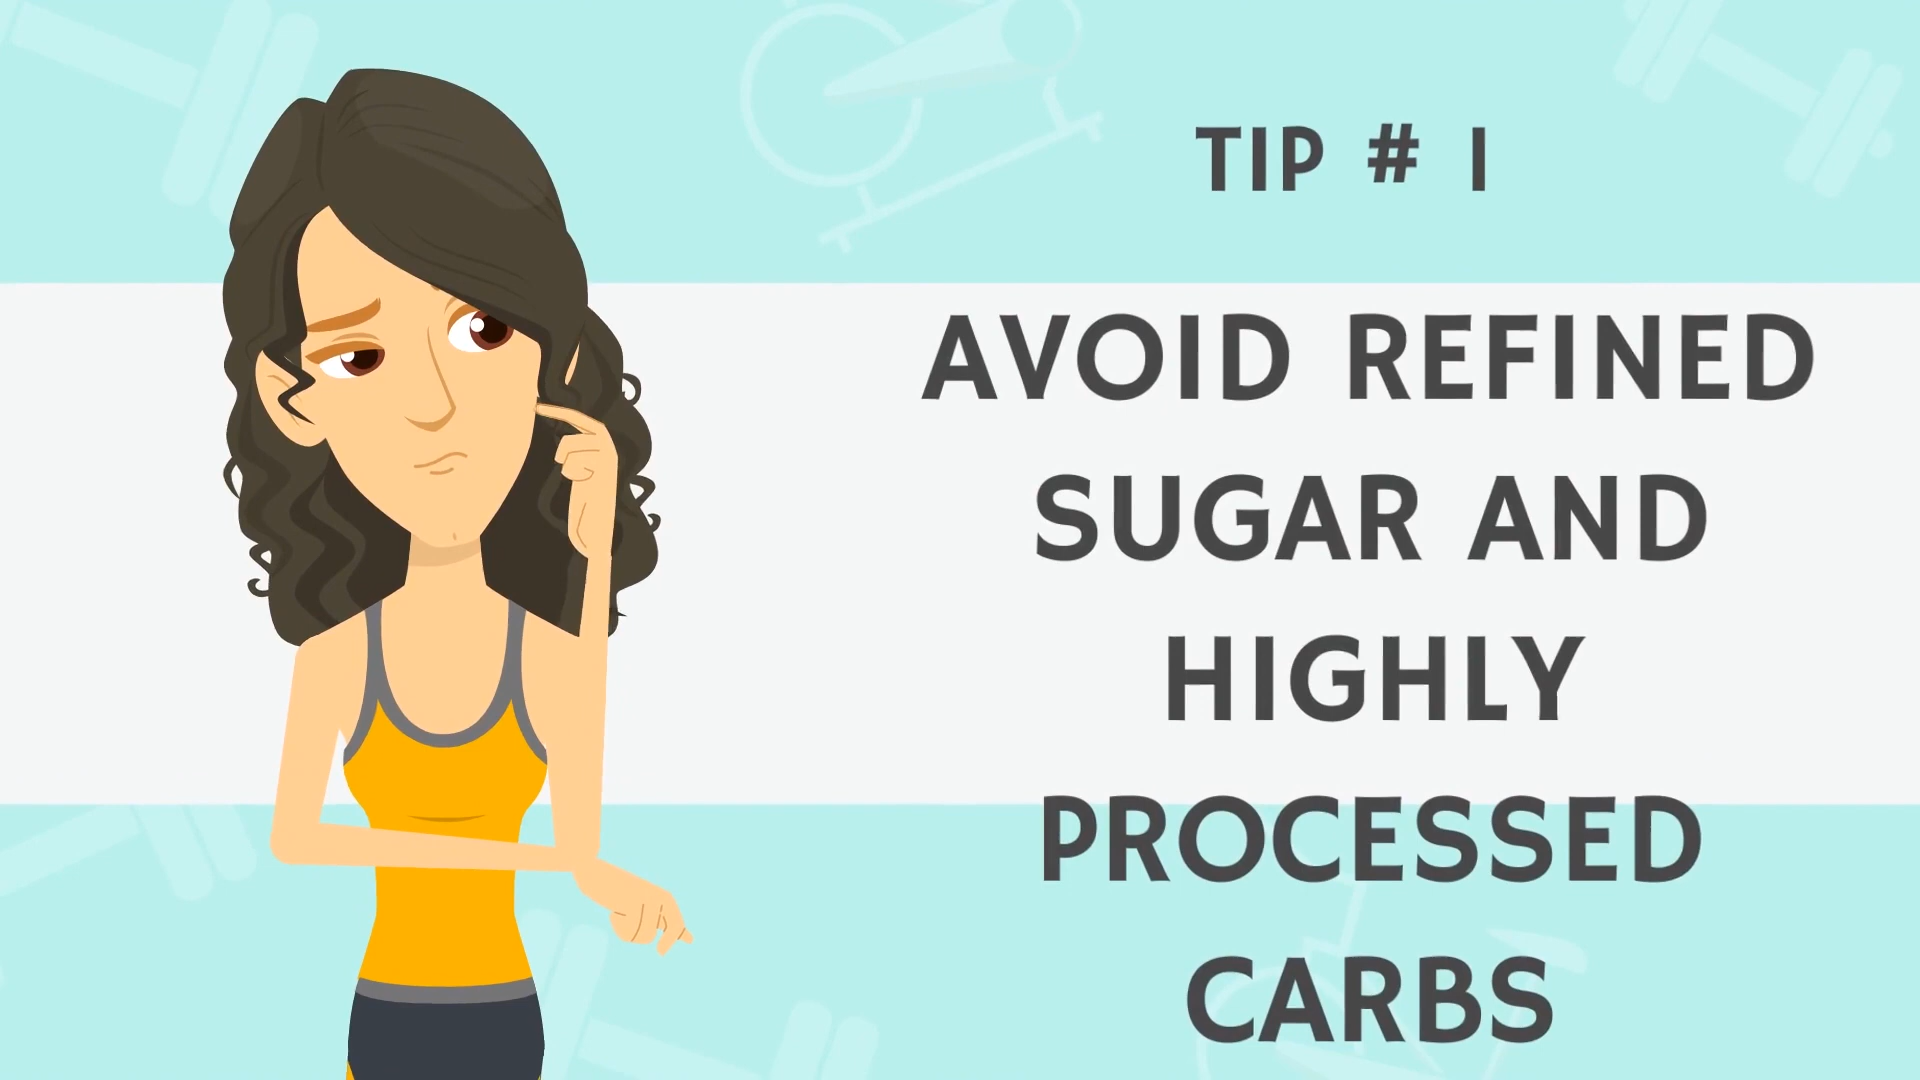 TIP # 1
AVOID REFINED
SUGAR AND
HIGHLY
PROCESSED
CARBS